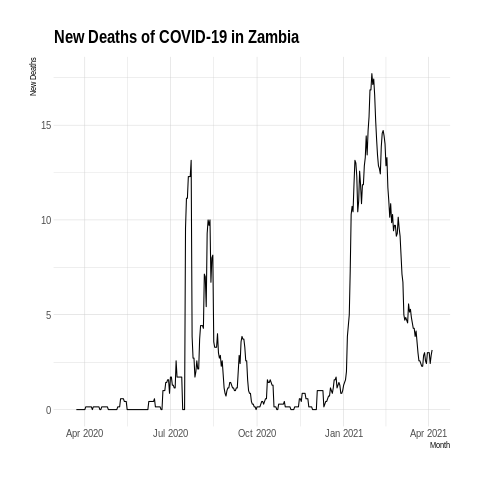 New Deaths of COVID-19 in Zambia
New Deaths
15
10
5
0
Apr 2020 Jul 2020 Oct 2020 Jan 2021 Apr 2021
Month